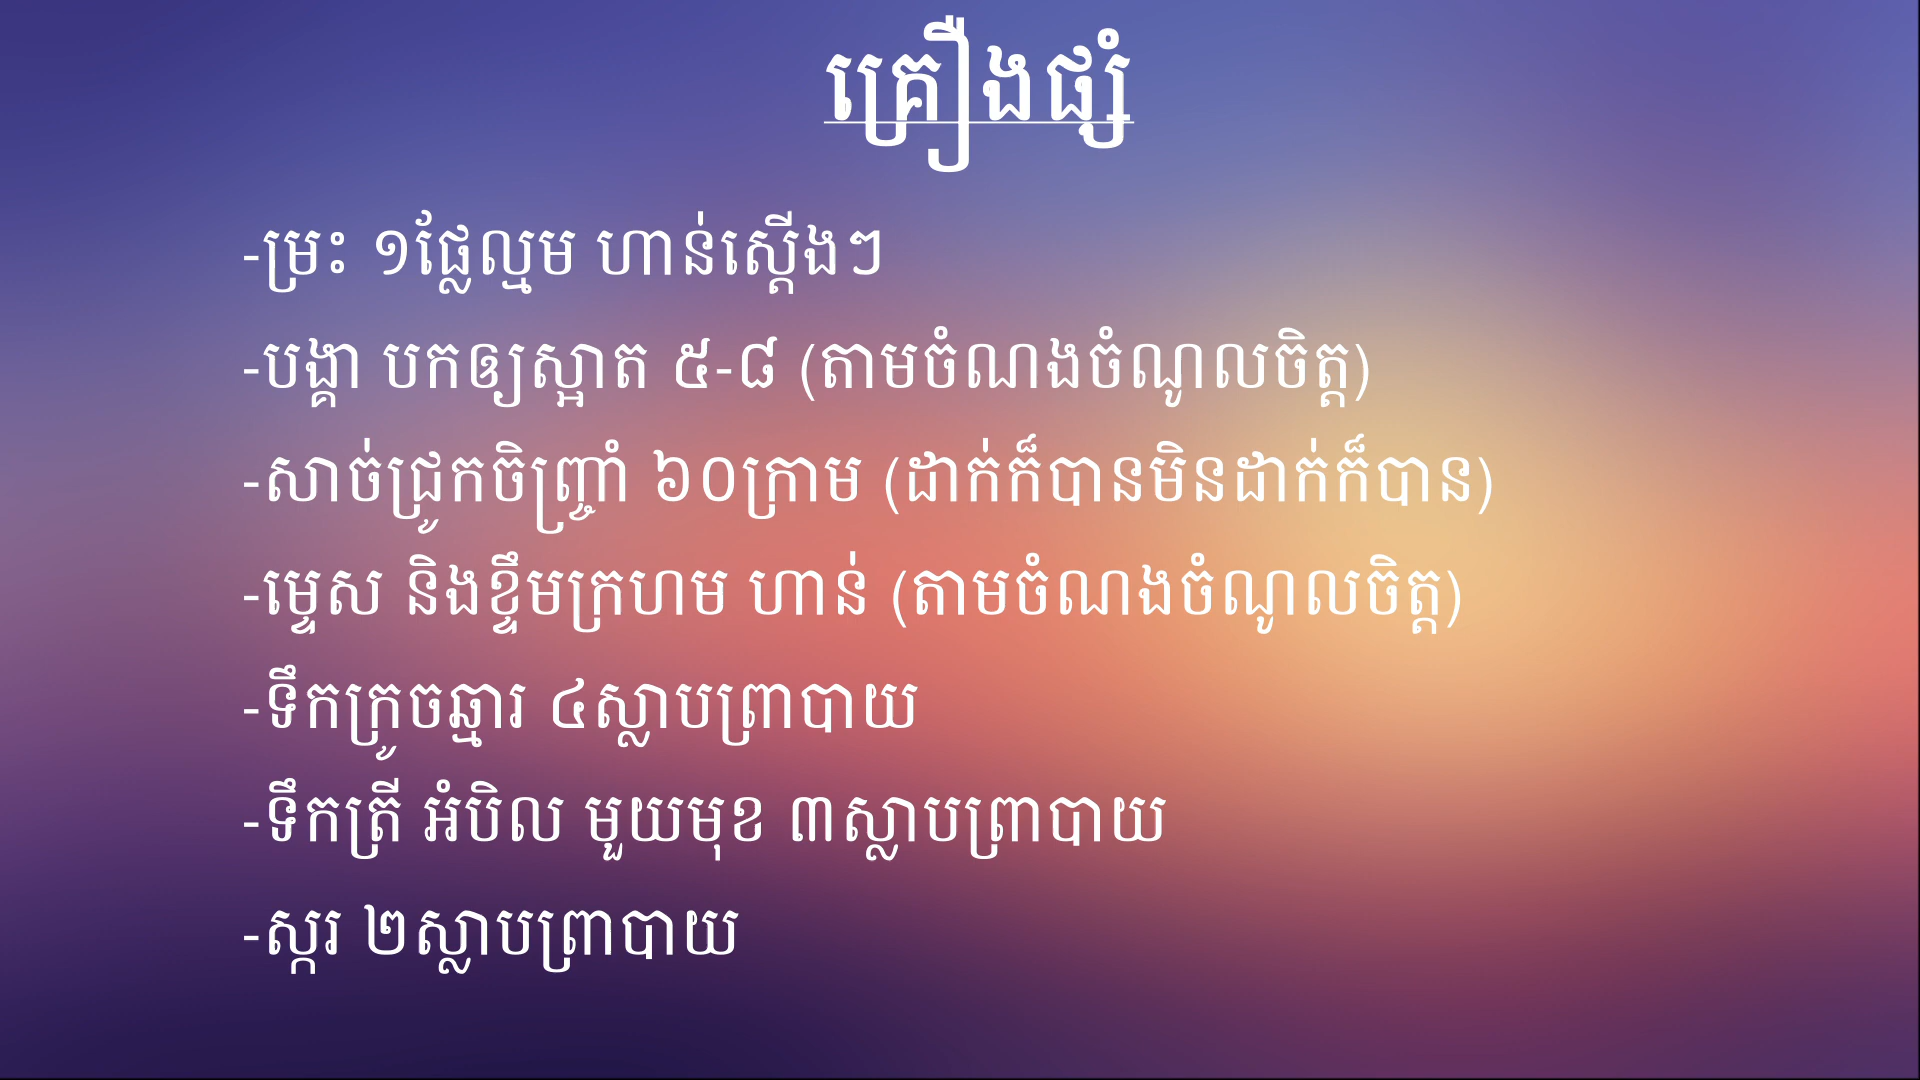 គ្រឿងផ្សំ
-ម្រះ ១ផ្លែល្មម ហាន់ស្ដើងៗ
-បង្គា បកឲ្យស្អាត ៥-៨ (តាមចំណងចំណូលចិត្ត)
-សាច់ជ្រូកចិញ្ច្រាំ ៦០ក្រាម (ដាក់ក៏បានមិនដាក់ក៏បាន)
-ម្ទេស និងខ្ទឹមក្រហម ហាន់ (តាមចំណងចំណូលចិត្ត)
-ទឹកក្រូចឆ្មារ ៤ស្លាបព្រាបាយ
-ទឹកត្រី អំបិល មួយមុខ ៣ស្លាបព្រាបាយ
-ស្ករ ២ស្លាបព្រាបាយ